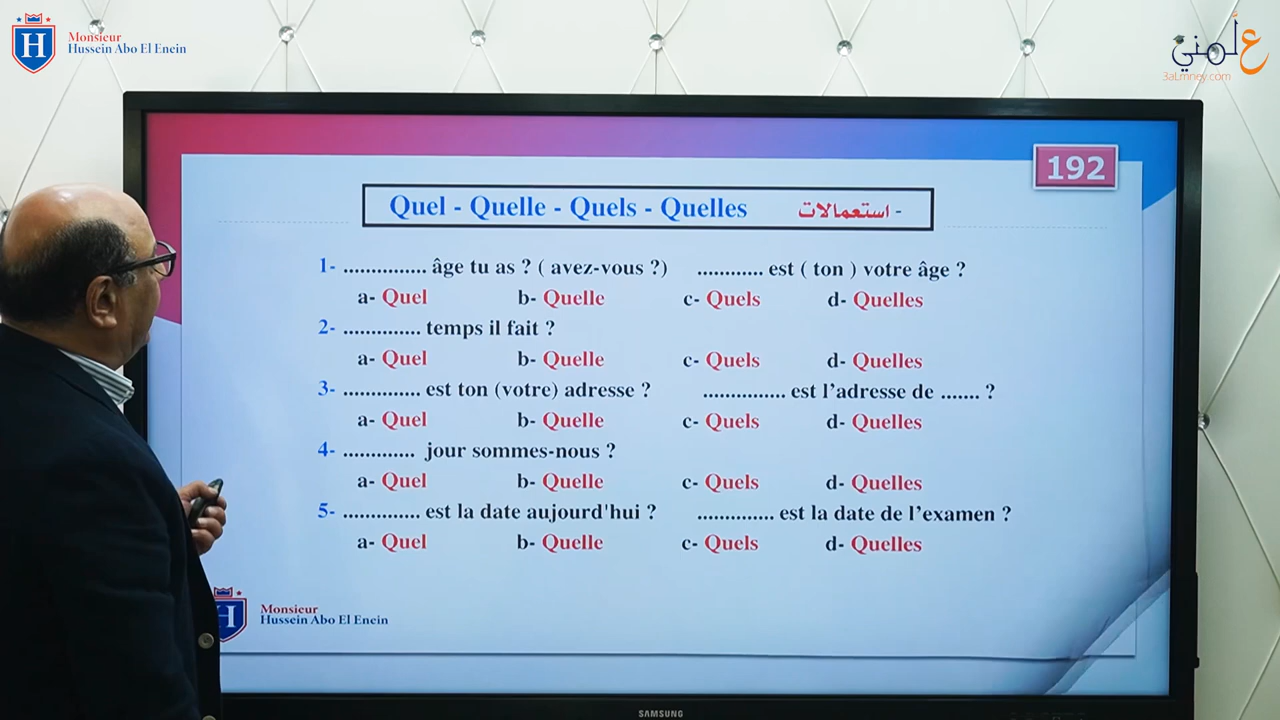 Monsieur
Hussein Abo El Enein
علمني
3aLmney.com
192
Quel - Quelle - Quels - Quelles استعمالات -
1- ............... âge tu as ? ( avez-vous ?) ............ est ( ton ) votre âge ?
a- Quel b- Quelle c- Quels d- Quelles
2- .............. temps il fait ?
a- Quel b- Quelle c- Quels d- Quelles
3- .............. est ton (votre) adresse ? ............... est l’adresse de ....... ?
a- Quel b- Quelle c- Quels d- Quelles
4- ............. jour sommes-nous ?
a- Quel b- Quelle c- Quels d- Quelles
5- .............. est la date aujourd'hui ? .............. est la date de l’examen ?
a- Quel b- Quelle c- Quels d- Quelles
H
Monsieur
Hussein Abo El Enein
SAMSUNG